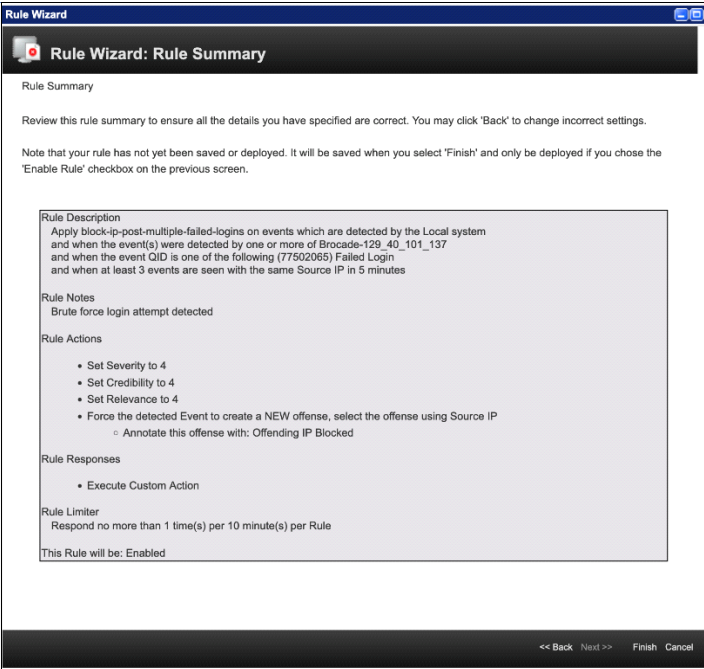 Rule Wizard
Rule Wizard: Rule Summary
Rule Summary
Review this rule summary to ensure all the details you have specified are correct. You may click 'Back' to change incorrect settings.
Note that your rule has not yet been saved or deployed. It will be saved when you select 'Finish' and only be deployed if you chose the
'Enable Rule' checkbox on the previous screen.
Rule Description
Apply block-ip-post-multiple-failed-logins on events which are detected by the Local system
and when the event(s) were detected by one or more of Brocade-129_40_101_137
and when the event QID is one of the following (77502065) Failed Login
and when at least 3 events are seen with the same Source IP in 5 minutes
Rule Notes
Brute force login attempt detected
Rule Actions
• Set Severity to 4
• Set Credibility to 4
• Set Relevance to 4
• Force the detected Event to create a NEW offense, select the offense using Source IP
◦ Annotate this offense with: Offending IP Blocked
Rule Responses
• Execute Custom Action
Rule Limiter
Respond no more than 1 time(s) per 10 minute(s) per Rule
This Rule will be: Enabled
<< Back Next >> Finish Cancel